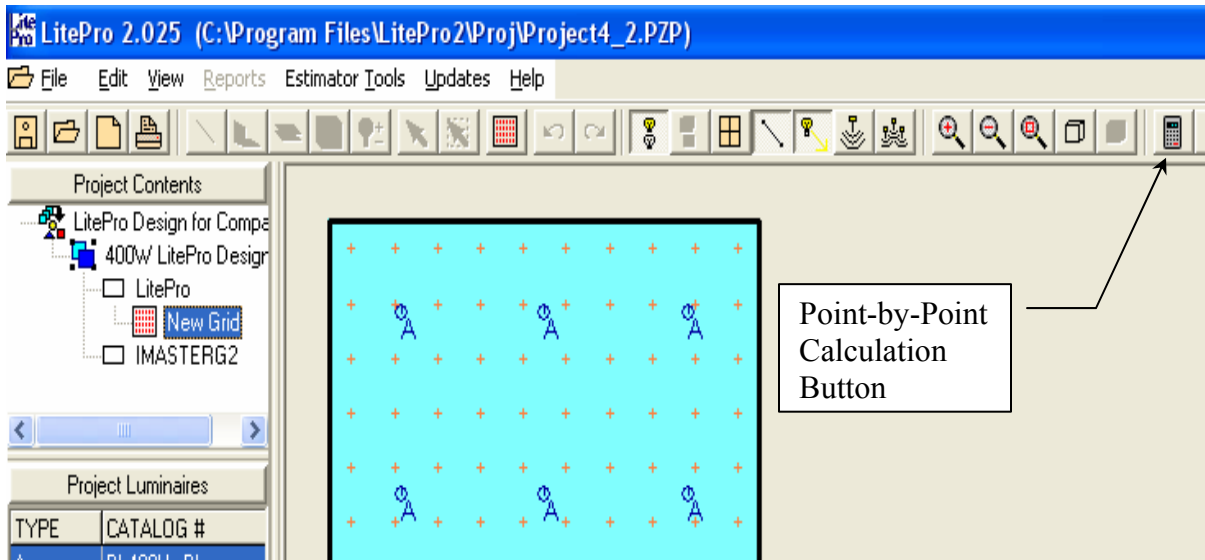 LitePro 2.025 (C:\Program Files\LitePro2\Proj\Project4_2.PZP)
File Edit View Reports Estimator Tools Updates Help
Project Contents
LitePro Design for Compa
400W LitePro Design
LitePro
New Grid
IMASTERG2
Point-by-Point
Calculation
Button
A A A
A A A
Project Luminaires
TYPE CATALOG #